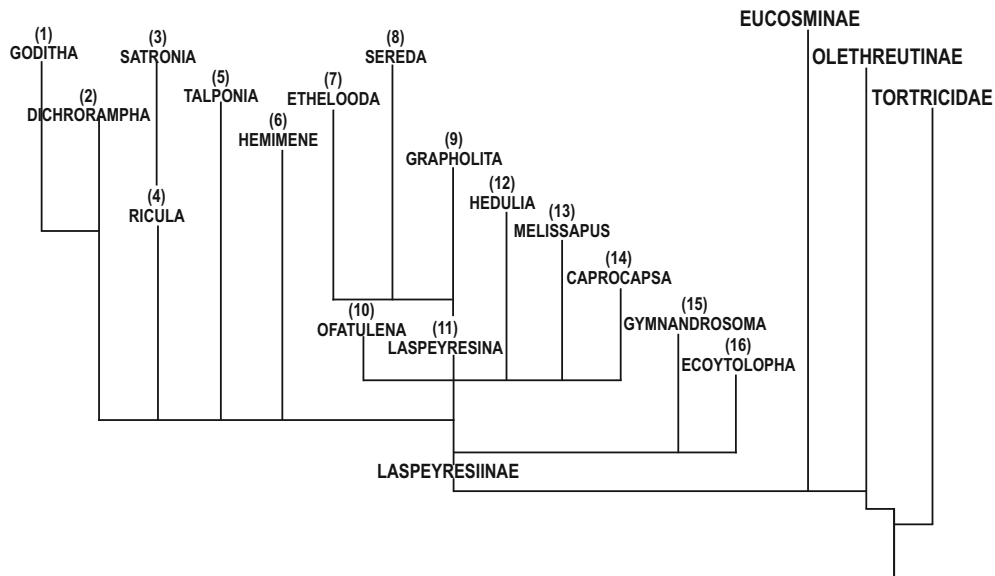 EUCOSMINAE
(1)
GODITHA
(3)
SATRONIA
(8)
SEREDA
OLETHREUTINAE
(2)
DICHRORAMPHA
(5)
TALPONIA
(7)
ETHELOODA
TORTRICIDAE
(6)
HEMIMENE
(9)
GRAPHOLITA
(4)
RICULA
(12)
HEDULIA
(13)
MELISSAPUS
(14)
CAPROCAPSA
(10)
OFATULENA
(11)
LASPEYRESINA
(15)
GYMNANDROSOMA
(16)
ECOYTOLOPHA
LASPEYRESIINAE